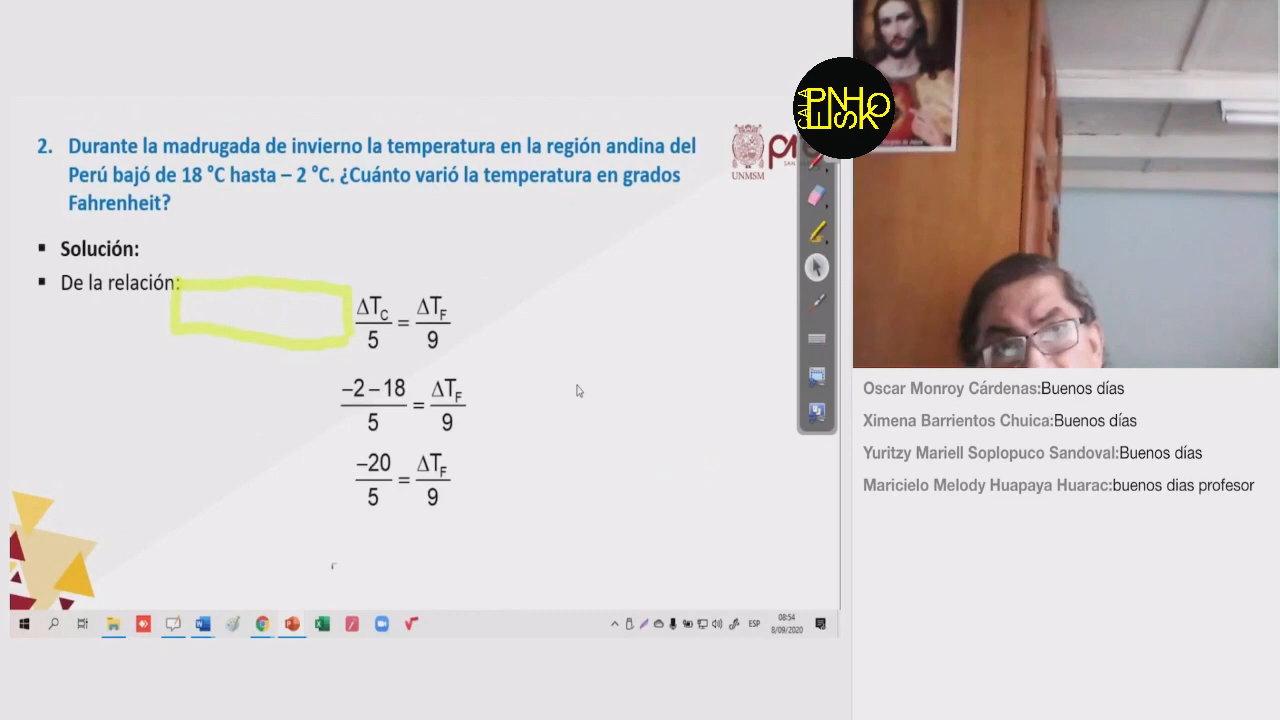 2. Durante la madrugada de invierno la temperatura en la región andina del
Perú bajó de 18 °C hasta – 2 °C. ¿Cuánto varió la temperatura en grados
Fahrenheit?
UNMSM
▪ Solución:
▪ De la relación:
ΔT_C/5 = ΔT_F/9
–2 – 18/5 = ΔT_F/9
–20/5 = ΔT_F/9
ESP
08:54
8/09/2020
Oscar Monroy Cárdenas:Buenos días
Ximena Barrientos Chuica:Buenos días
Yuritzy Mariell Soplopuco Sandoval:Buenos días
Maricielo Melody Huapaya Huarac:buenos dias profesor